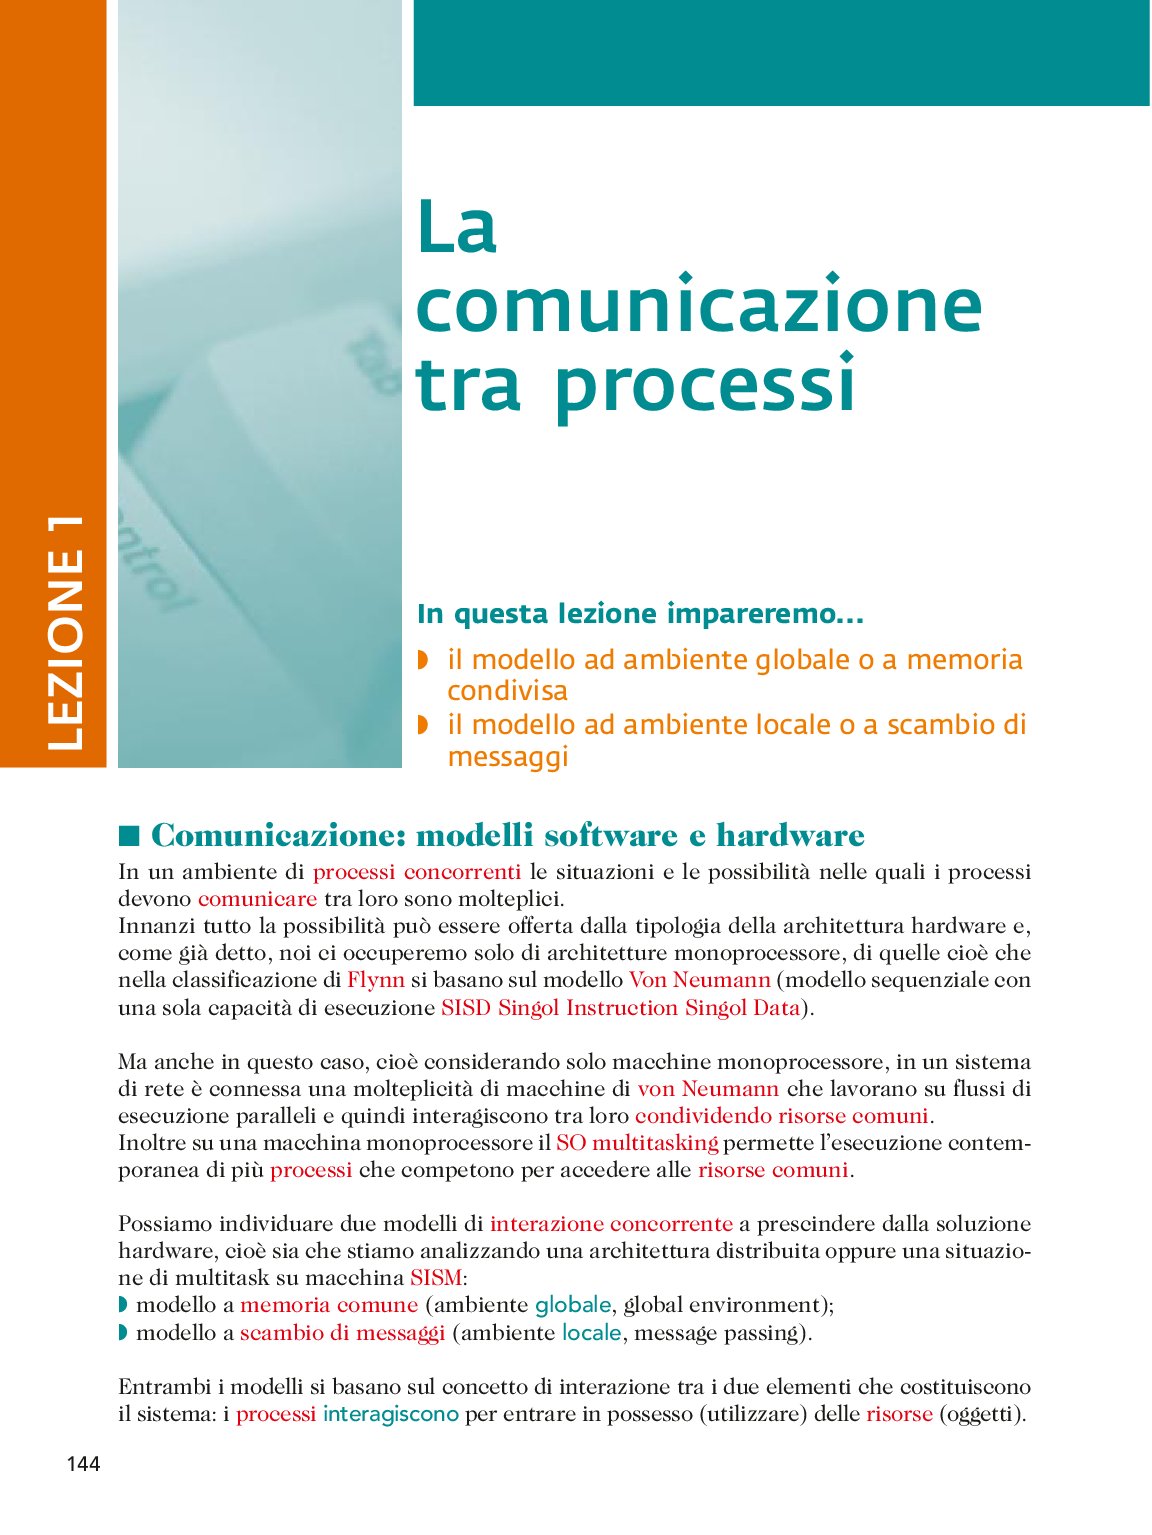 La
comunicazione
tra processi
LEZIONE 1
Tab
ontrol
In questa lezione impareremo...
◗ il modello ad ambiente globale o a memoria
condivisa
◗ il modello ad ambiente locale o a scambio di
messaggi
■ Comunicazione: modelli software e hardware
In un ambiente di processi concorrenti le situazioni e le possibilità nelle quali i processi
devono comunicare tra loro sono molteplici.
Innanzi tutto la possibilità può essere offerta dalla tipologia della architettura hardware e,
come già detto, noi ci occuperemo solo di architetture monoprocessore, di quelle cioè che
nella classificazione di Flynn si basano sul modello Von Neumann (modello sequenziale con
una sola capacità di esecuzione SISD Singol Instruction Singol Data).
Ma anche in questo caso, cioè considerando solo macchine monoprocessore, in un sistema
di rete è connessa una molteplicità di macchine di von Neumann che lavorano su flussi di
esecuzione paralleli e quindi interagiscono tra loro condividendo risorse comuni.
Inoltre su una macchina monoprocessore il SO multitasking permette l'esecuzione contem-
poranea di più processi che competono per accedere alle risorse comuni.
Possiamo individuare due modelli di interazione concorrente a prescindere dalla soluzione
hardware, cioè sia che stiamo analizzando una architettura distribuita oppure una situazio-
ne di multitask su macchina SISM:
◗ modello a memoria comune (ambiente globale, global environment);
◗ modello a scambio di messaggi (ambiente locale, message passing).
Entrambi i modelli si basano sul concetto di interazione tra i due elementi che costituiscono
il sistema: i processi interagiscono per entrare in possesso (utilizzare) delle risorse (oggetti).
144